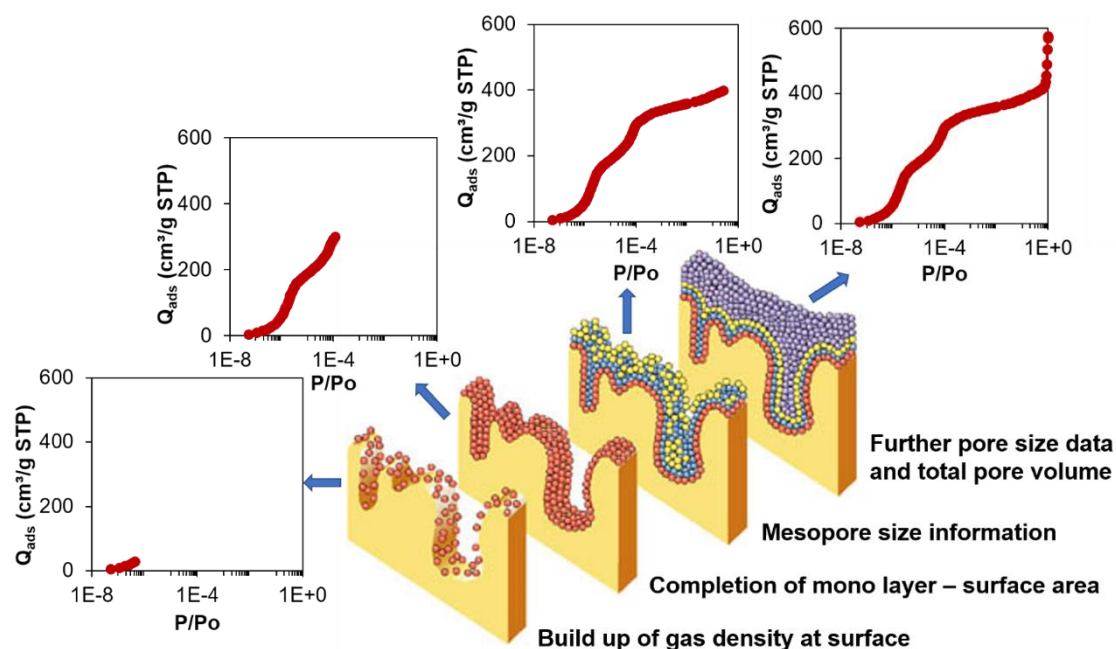 600
400
200
0
1E-8
1E-4
1E+0
Qads (cm³/g STP)
P/Po
600
400
200
0
1E-8
1E-4
1E+0
Qads (cm³/g STP)
P/Po
600
400
200
0
1E-8
1E-4
1E+0
Qads (cm³/g STP)
P/Po
600
400
200
0
1E-8
1E-4
1E+0
Qads (cm³/g STP)
P/Po
Further pore size data
and total pore volume
Mesopore size information
Completion of mono layer – surface area
Build up of gas density at surface